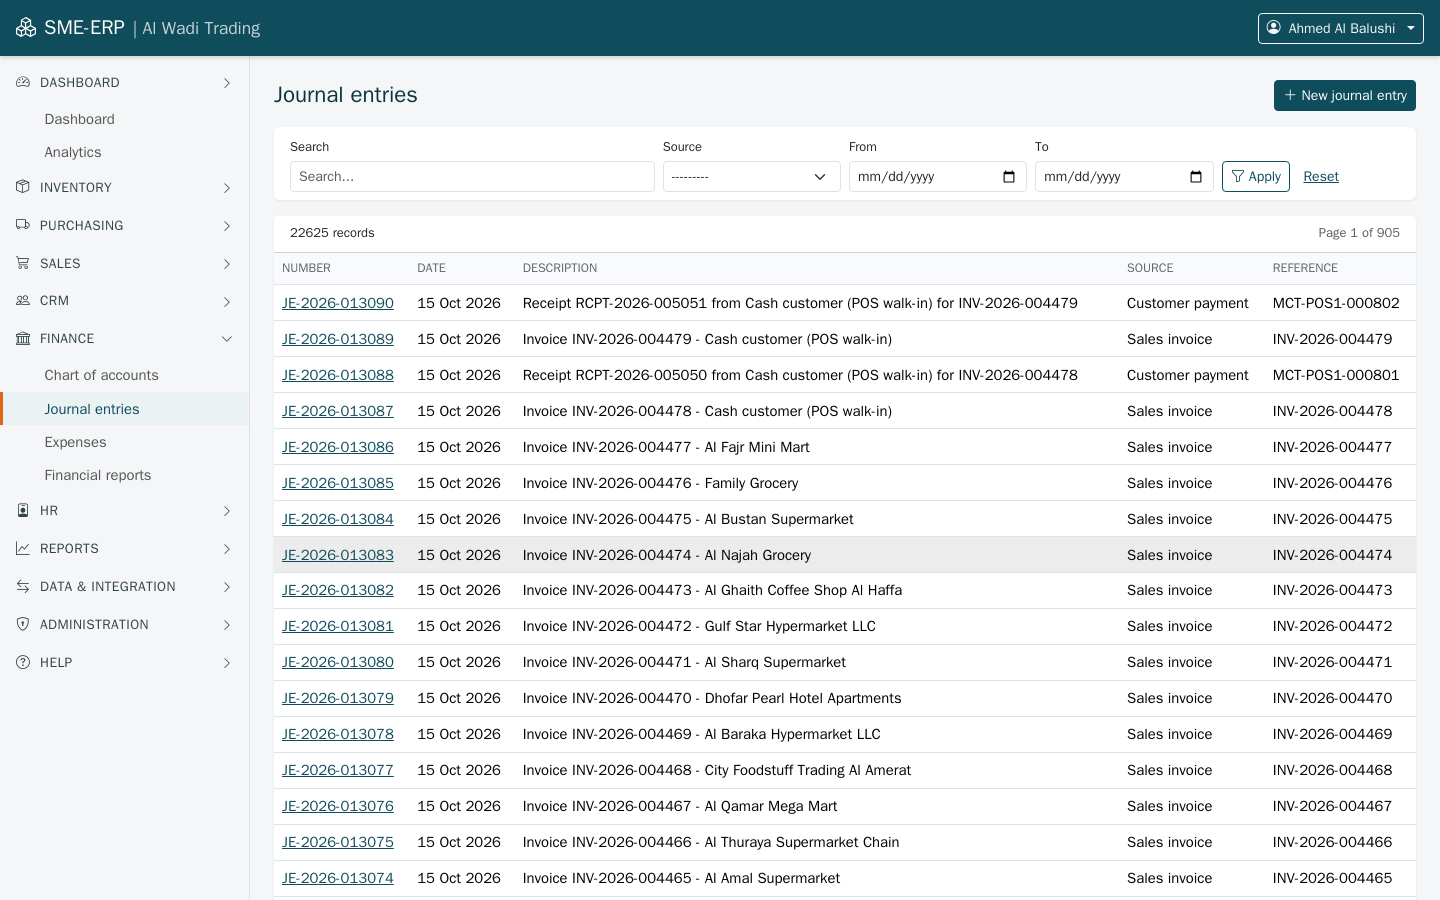 SME-ERP | Al Wadi Trading
Ahmed Al Balushi
DASHBOARD
Dashboard
Analytics
INVENTORY
PURCHASING
SALES
CRM
FINANCE
Chart of accounts
Journal entries
Expenses
Financial reports
HR
REPORTS
DATA & INTEGRATION
ADMINISTRATION
HELP
Journal entries
New journal entry
Search Source From To
Search... --------- mm/dd/yyyy mm/dd/yyyy Apply Reset
22625 records Page 1 of 905
NUMBER DATE DESCRIPTION SOURCE REFERENCE
JE-2026-013090 15 Oct 2026 Receipt RCPT-2026-005051 from Cash customer (POS walk-in) for INV-2026-004479 Customer payment MCT-POS1-000802
JE-2026-013089 15 Oct 2026 Invoice INV-2026-004479 - Cash customer (POS walk-in) Sales invoice INV-2026-004479
JE-2026-013088 15 Oct 2026 Receipt RCPT-2026-005050 from Cash customer (POS walk-in) for INV-2026-004478 Customer payment MCT-POS1-000801
JE-2026-013087 15 Oct 2026 Invoice INV-2026-004478 - Cash customer (POS walk-in) Sales invoice INV-2026-004478
JE-2026-013086 15 Oct 2026 Invoice INV-2026-004477 - Al Fajr Mini Mart Sales invoice INV-2026-004477
JE-2026-013085 15 Oct 2026 Invoice INV-2026-004476 - Family Grocery Sales invoice INV-2026-004476
JE-2026-013084 15 Oct 2026 Invoice INV-2026-004475 - Al Bustan Supermarket Sales invoice INV-2026-004475
JE-2026-013083 15 Oct 2026 Invoice INV-2026-004474 - Al Najah Grocery Sales invoice INV-2026-004474
JE-2026-013082 15 Oct 2026 Invoice INV-2026-004473 - Al Ghaith Coffee Shop Al Haffa Sales invoice INV-2026-004473
JE-2026-013081 15 Oct 2026 Invoice INV-2026-004472 - Gulf Star Hypermarket LLC Sales invoice INV-2026-004472
JE-2026-013080 15 Oct 2026 Invoice INV-2026-004471 - Al Sharq Supermarket Sales invoice INV-2026-004471
JE-2026-013079 15 Oct 2026 Invoice INV-2026-004470 - Dhofar Pearl Hotel Apartments Sales invoice INV-2026-004470
JE-2026-013078 15 Oct 2026 Invoice INV-2026-004469 - Al Baraka Hypermarket LLC Sales invoice INV-2026-004469
JE-2026-013077 15 Oct 2026 Invoice INV-2026-004468 - City Foodstuff Trading Al Amerat Sales invoice INV-2026-004468
JE-2026-013076 15 Oct 2026 Invoice INV-2026-004467 - Al Qamar Mega Mart Sales invoice INV-2026-004467
JE-2026-013075 15 Oct 2026 Invoice INV-2026-004466 - Al Thuraya Supermarket Chain Sales invoice INV-2026-004466
JE-2026-013074 15 Oct 2026 Invoice INV-2026-004465 - Al Amal Supermarket Sales invoice INV-2026-004465